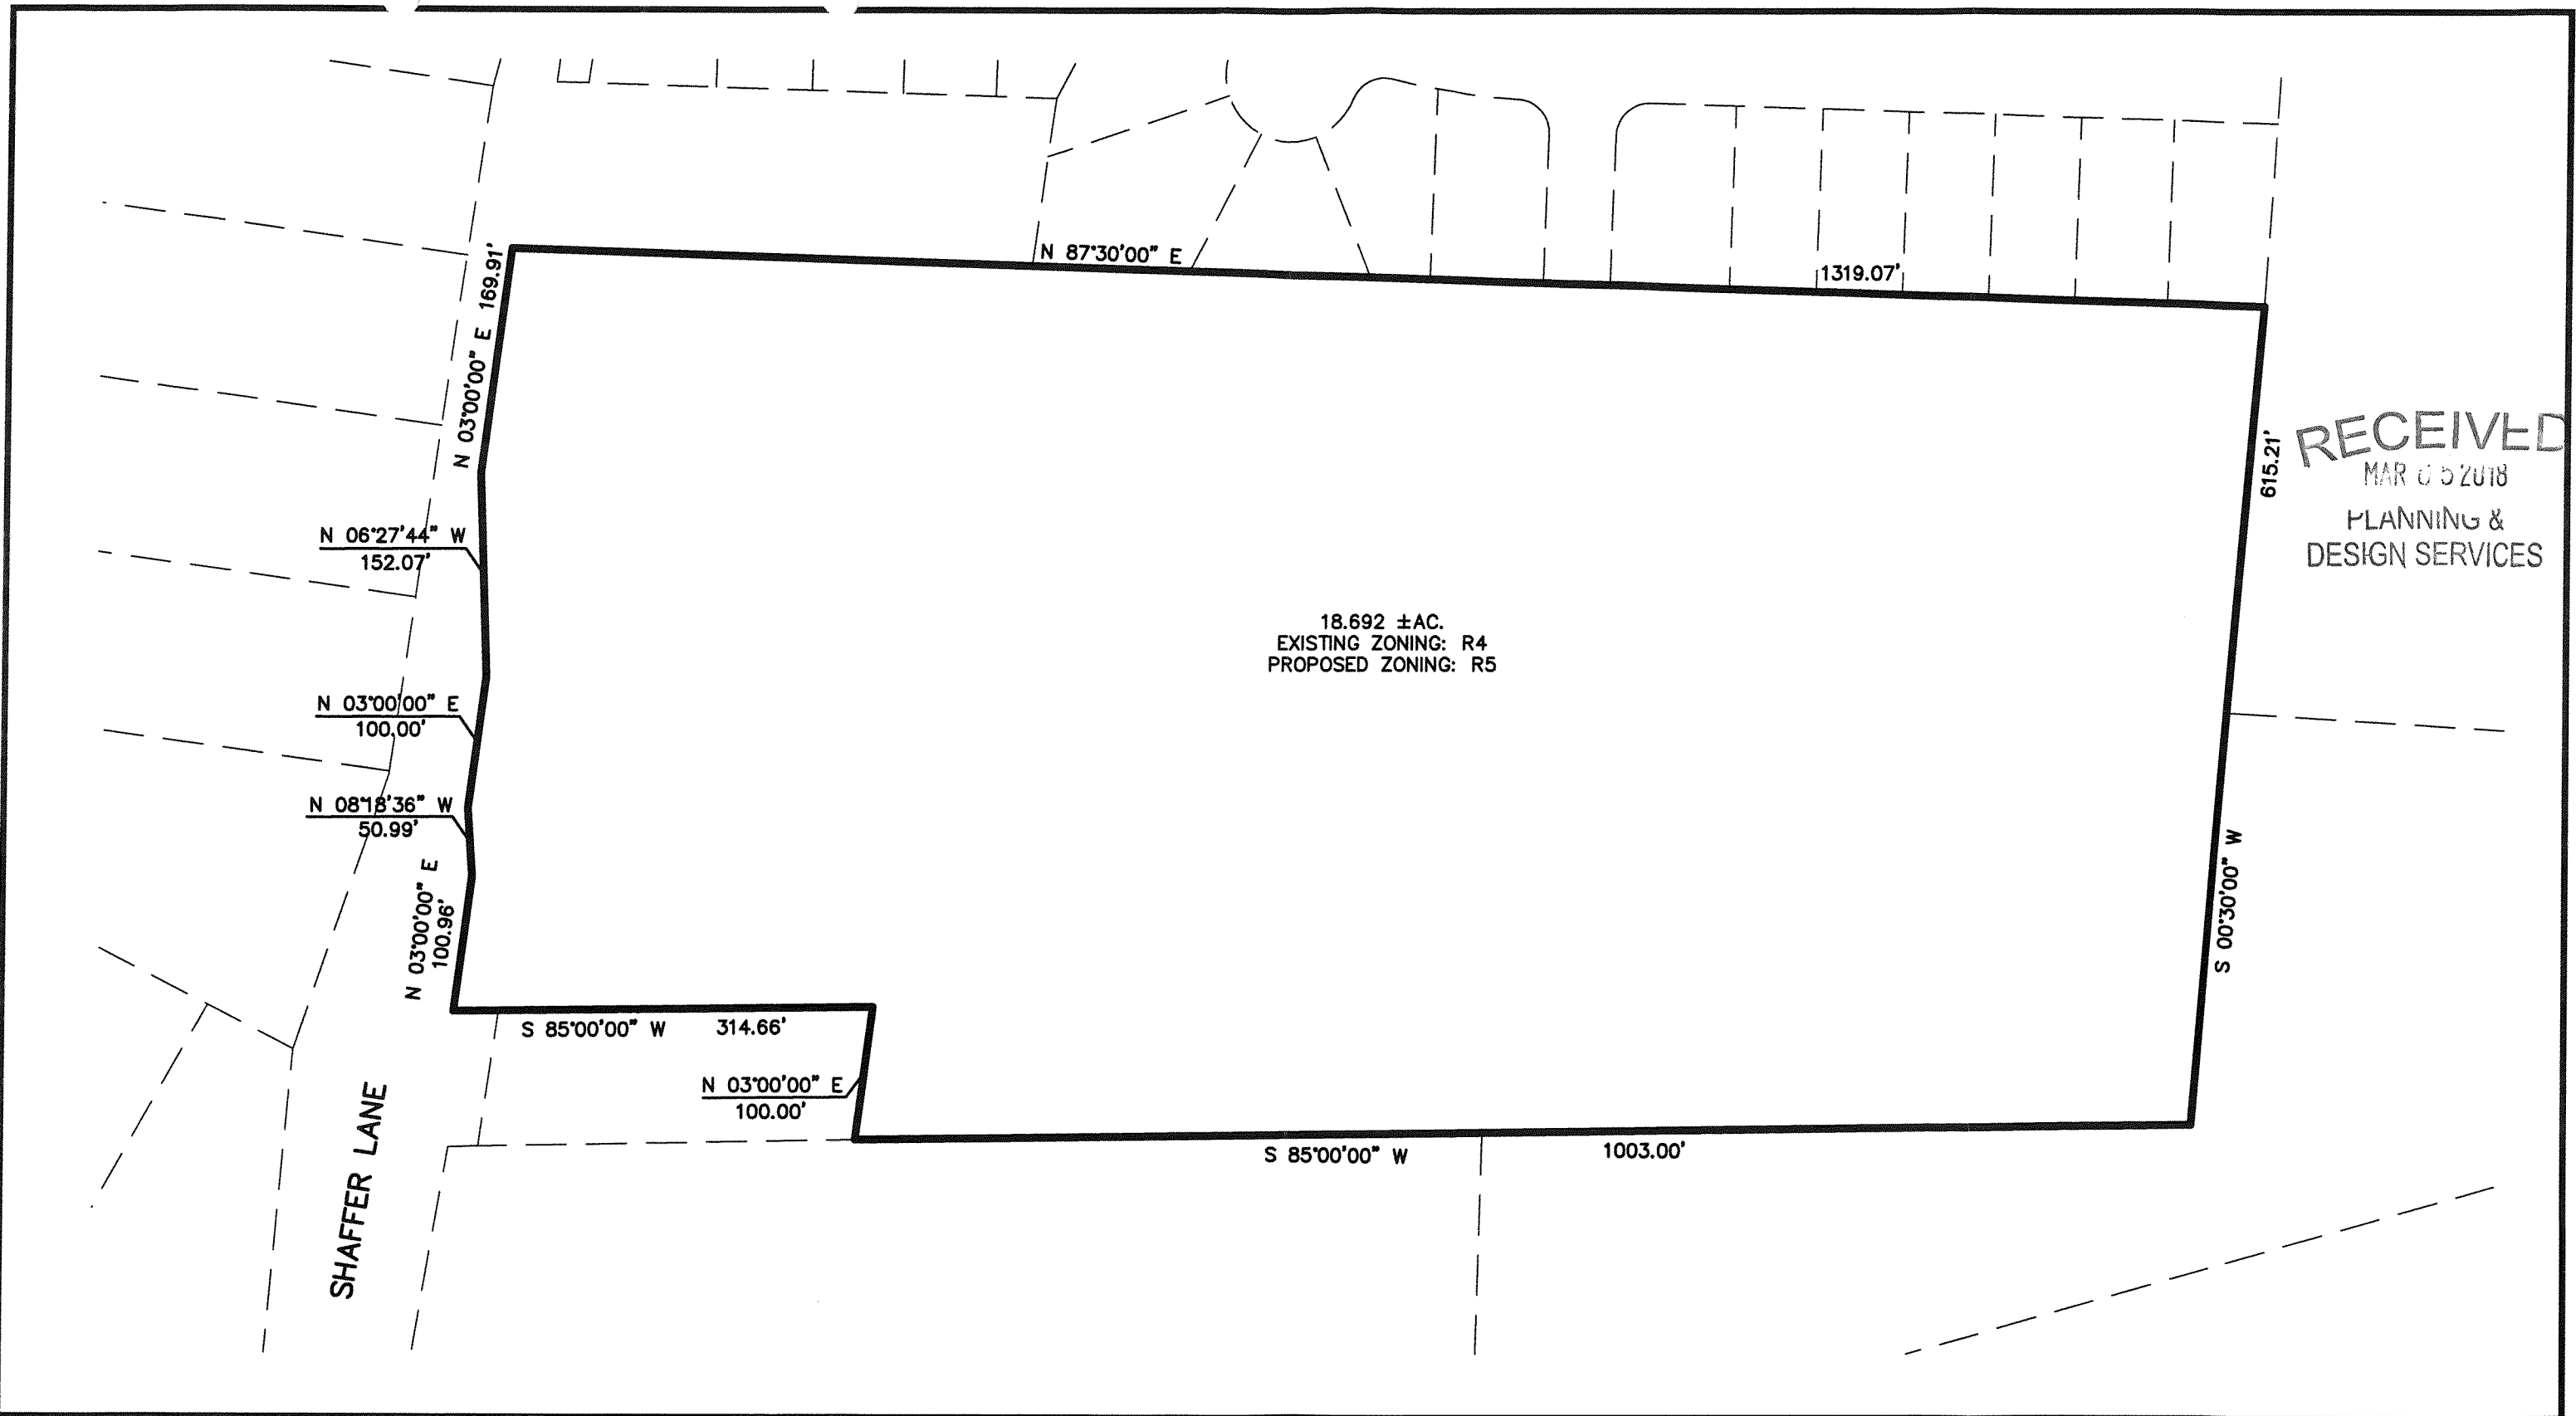 N 87°30'00" E
1319.07'
N 03°00'00" E 169.91'
RECEIVED
MAR 05 2018
PLANNING &
DESIGN SERVICES
615.21'
N 06°27'44" W
152.07'
18.692 ±AC.
EXISTING ZONING: R4
PROPOSED ZONING: R5
N 03°00'00" E
100.00'
N 08°18'36" W
50.99'
N 03°00'00" E
100.96'
S 00°30'00" W
S 85°00'00" W 314.66'
N 03°00'00" E
100.00'
S 85°00'00" W 1003.00'
SHAFFER LANE